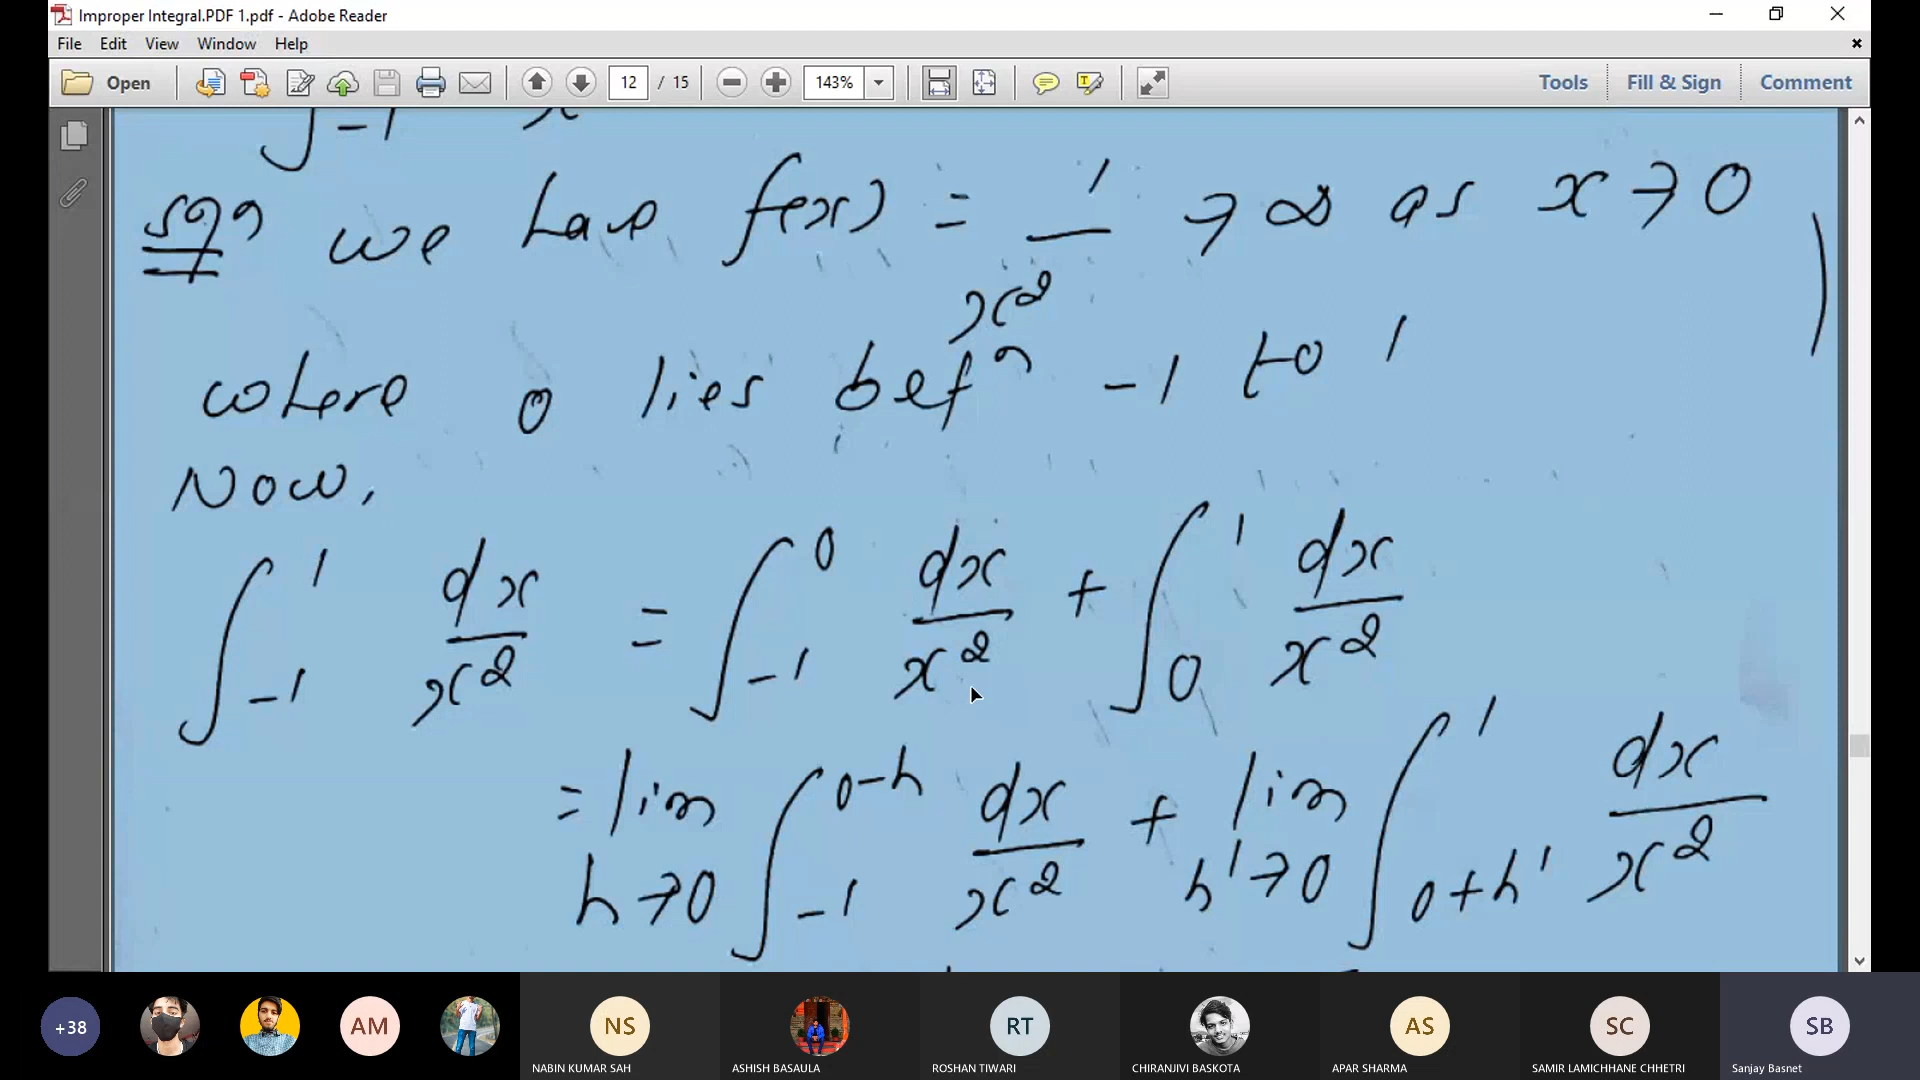 Improper Integral.PDF 1.pdf - Adobe Reader
File Edit View Window Help
Open 12 / 15 143% Tools Fill & Sign Comment
∫-1 x
we have f(x) = 1/x² → ∞ as x → 0
where 0 lies betⁿ -1 to 1
Now,
∫₋₁¹ dx/x² = ∫₋₁⁰ dx/x² + ∫₀¹ dx/x²
= lim h→0 ∫₋₁^(0-h) dx/x² + lim h'→0 ∫_(0+h')^1 dx/x²
+38 AM NS RT AS SC SB
NABIN KUMAR SAH ASHISH BASAULA ROSHAN TIWARI CHIRANJIVI BASKOTA APAR SHARMA SAMIR LAMICHHANE CHHETRI Sanjay Basnet